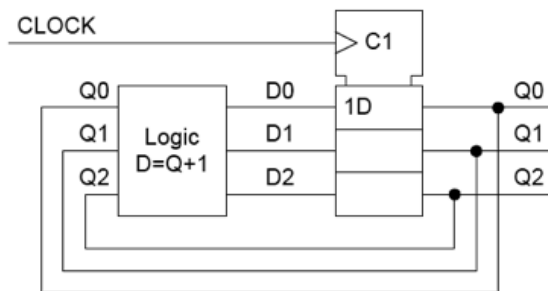 CLOCK
C1
Q0 D0 1D Q0
Q1 Logic D1 Q1
D=Q+1
Q2 D2 Q2